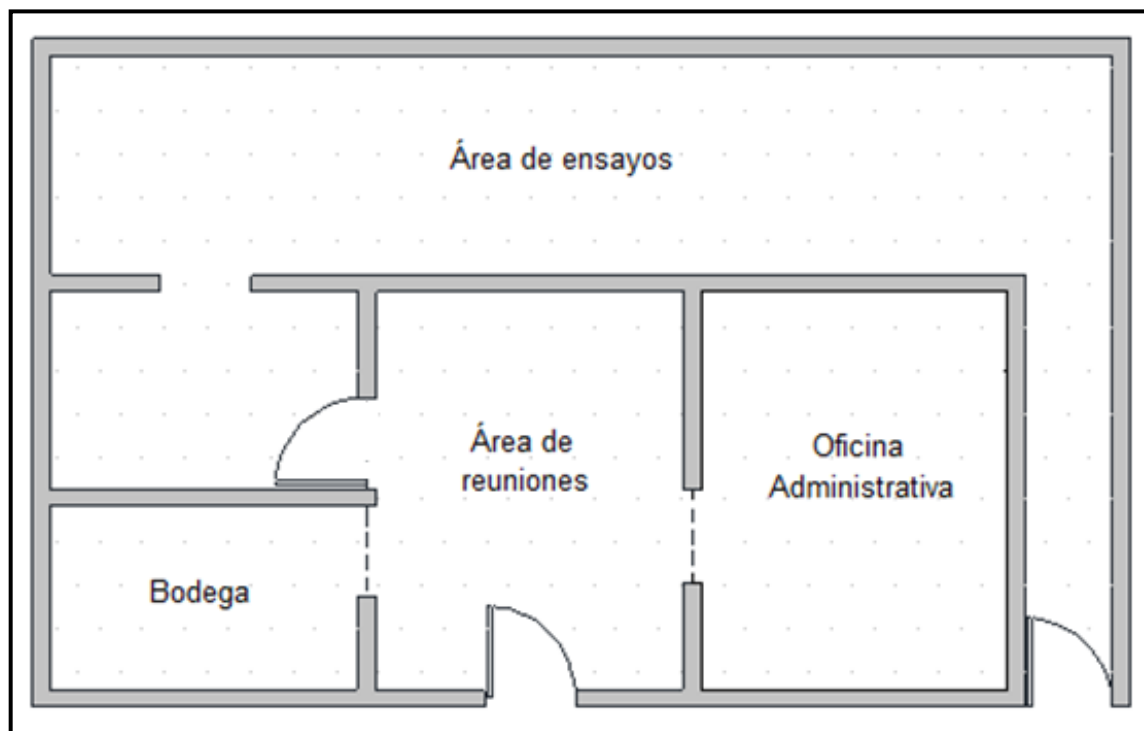 Área de ensayos
Área de
reuniones
Oficina
Administrativa
Bodega